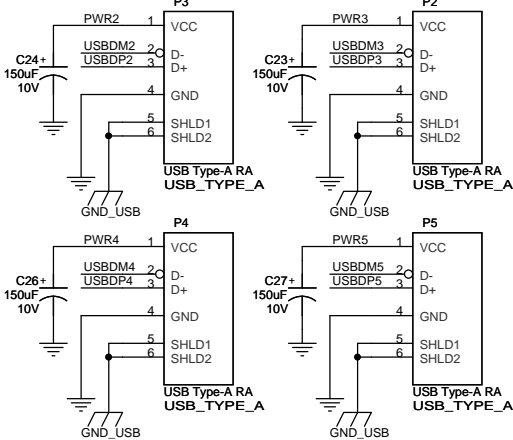 P3
PWR2 1 VCC
USBDM2 2 D-
USBDP2 3 D+
C24 +
150uF
10V
4 GND
5 SHLD1
6 SHLD2
USB Type-A RA
USB_TYPE_A
GND_USB
P2
PWR3 1 VCC
USBDM3 2 D-
USBDP3 3 D+
C23 +
150uF
10V
4 GND
5 SHLD1
6 SHLD2
USB Type-A RA
USB_TYPE_A
GND_USB
P4
PWR4 1 VCC
USBDM4 2 D-
USBDP4 3 D+
C26 +
150uF
10V
4 GND
5 SHLD1
6 SHLD2
USB Type-A RA
USB_TYPE_A
GND_USB
P5
PWR5 1 VCC
USBDM5 2 D-
USBDP5 3 D+
C27 +
150uF
10V
4 GND
5 SHLD1
6 SHLD2
USB Type-A RA
USB_TYPE_A
GND_USB